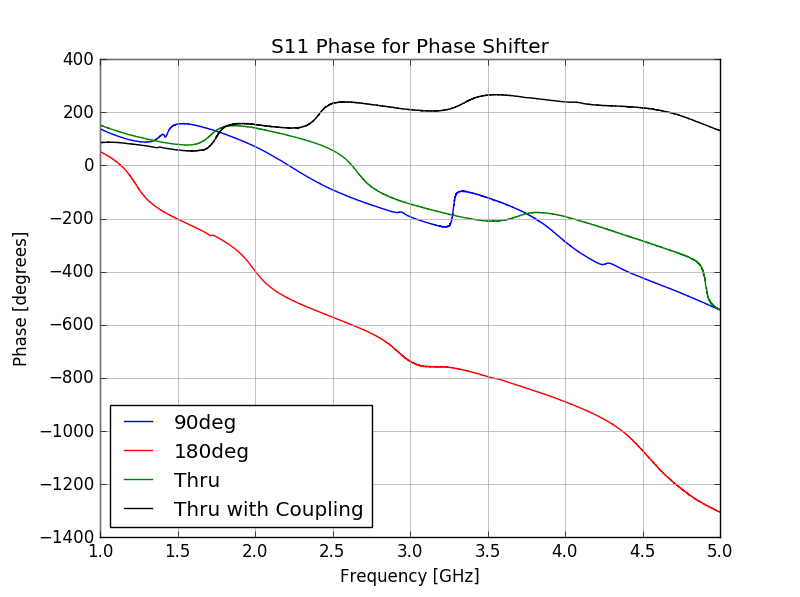 S11 Phase for Phase Shifter
400
200
0
−200
−400
−600
−800
−1000
−1200
−1400
Phase [degrees]
90deg
180deg
Thru
Thru with Coupling
1.0 1.5 2.0 2.5 3.0 3.5 4.0 4.5 5.0
Frequency [GHz]